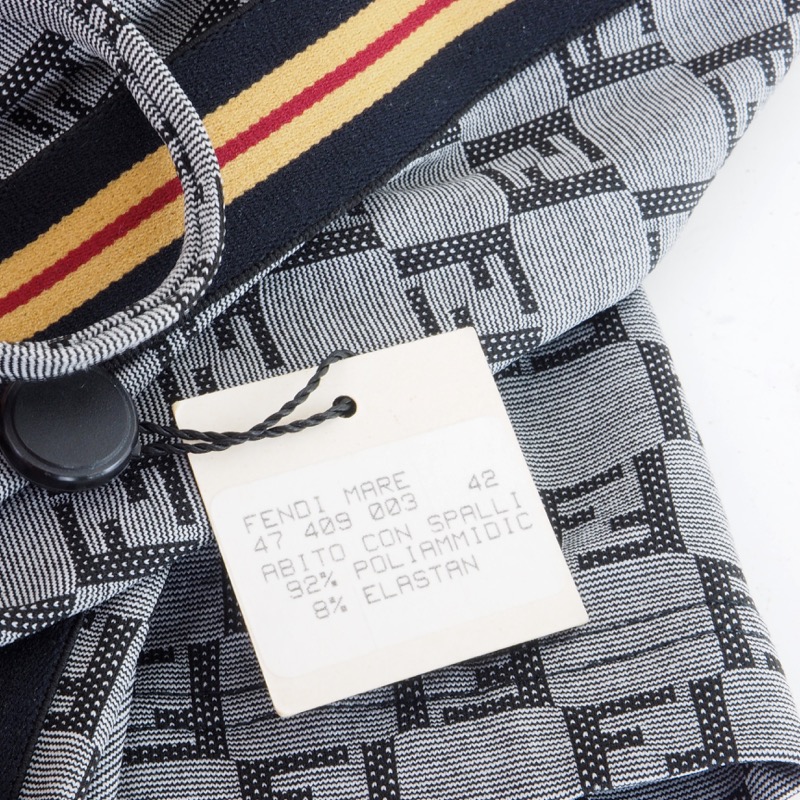 FENDI MARE
47 409 003 42
ABITO CON SPALLI
92% POLIAMMIDIC
8% ELASTAN